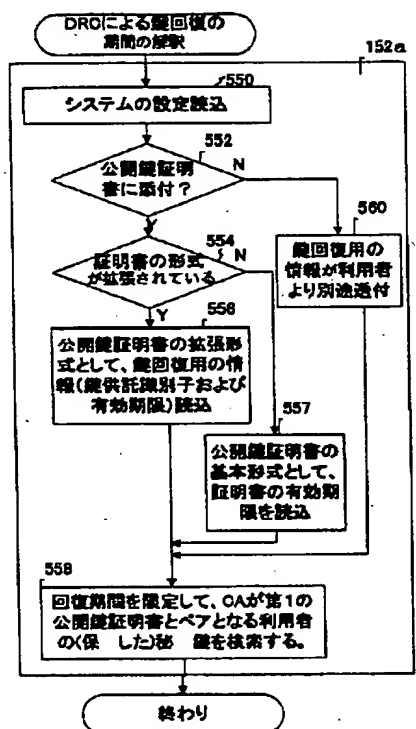 DRCによる鍵回復の
期間の解釈
152a
550
システムの設定読込
552
公開鍵証明
書に添付?
N
Y
554
証明書の形式
が拡張されている
N
Y
560
鍵回復用の
情報が利用者
より別途送付
556
公開鍵証明書の拡張形
式として、鍵回復用の情
報(鍵供託識別子および
有効期限)読込
557
公開鍵証明書の
基本形式として、
証明書の有効期
限を読込
558
回復期間を限定して、CAが第1の
公開鍵証明書とペアとなる利用者
の(保 した)秘 鍵を検索する。
終わり